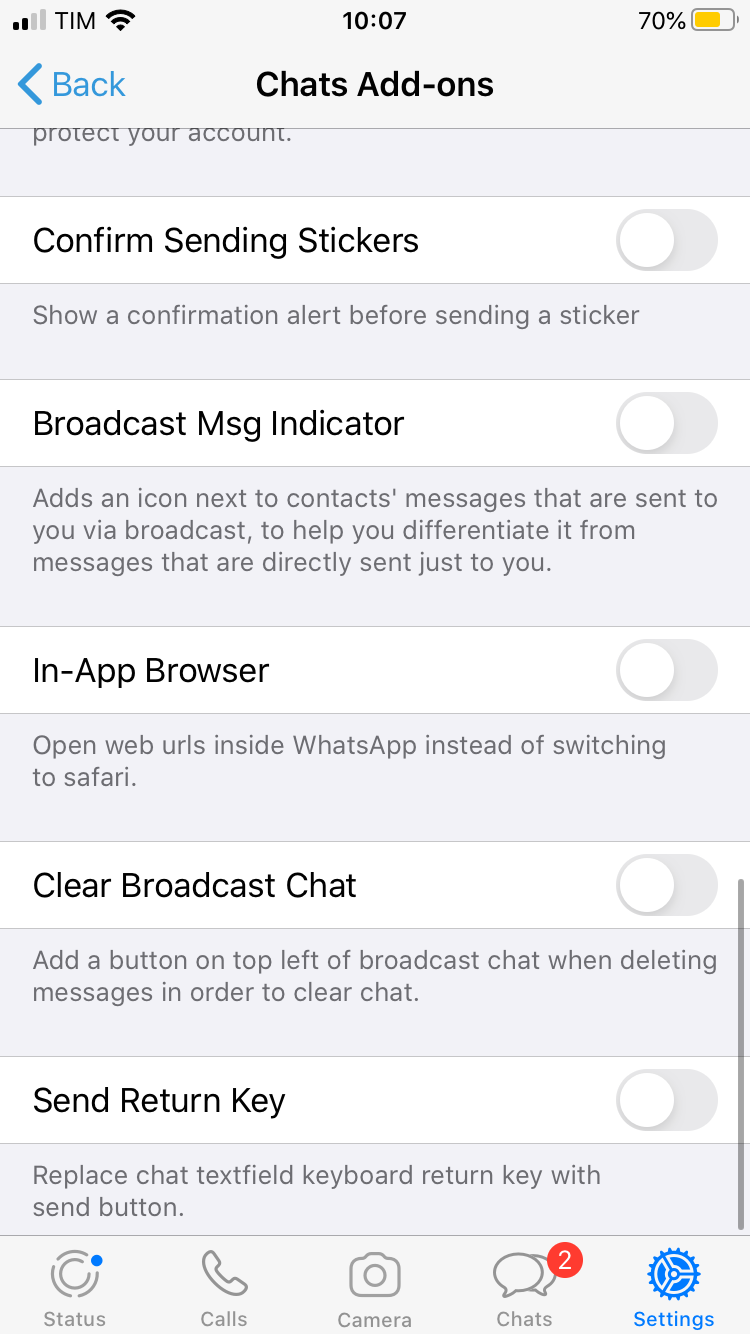 TIM 10:07 70%
Back Chats Add-ons
protect your account.
Confirm Sending Stickers
Show a confirmation alert before sending a sticker
Broadcast Msg Indicator
Adds an icon next to contacts' messages that are sent to
you via broadcast, to help you differentiate it from
messages that are directly sent just to you.
In-App Browser
Open web urls inside WhatsApp instead of switching
to safari.
Clear Broadcast Chat
Add a button on top left of broadcast chat when deleting
messages in order to clear chat.
Send Return Key
Replace chat textfield keyboard return key with
send button.
2
Status Calls Camera Chats Settings